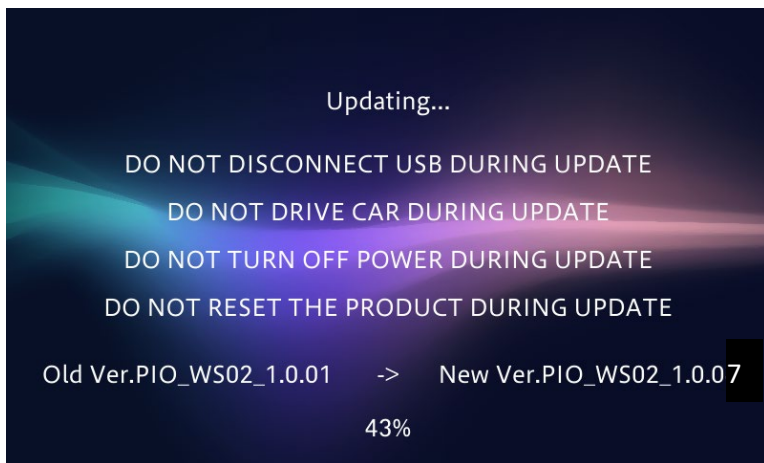 Updating...
DO NOT DISCONNECT USB DURING UPDATE
DO NOT DRIVE CAR DURING UPDATE
DO NOT TURN OFF POWER DURING UPDATE
DO NOT RESET THE PRODUCT DURING UPDATE
Old Ver.PIO_WS02_1.0.01 -> New Ver.PIO_WS02_1.0.07
43%